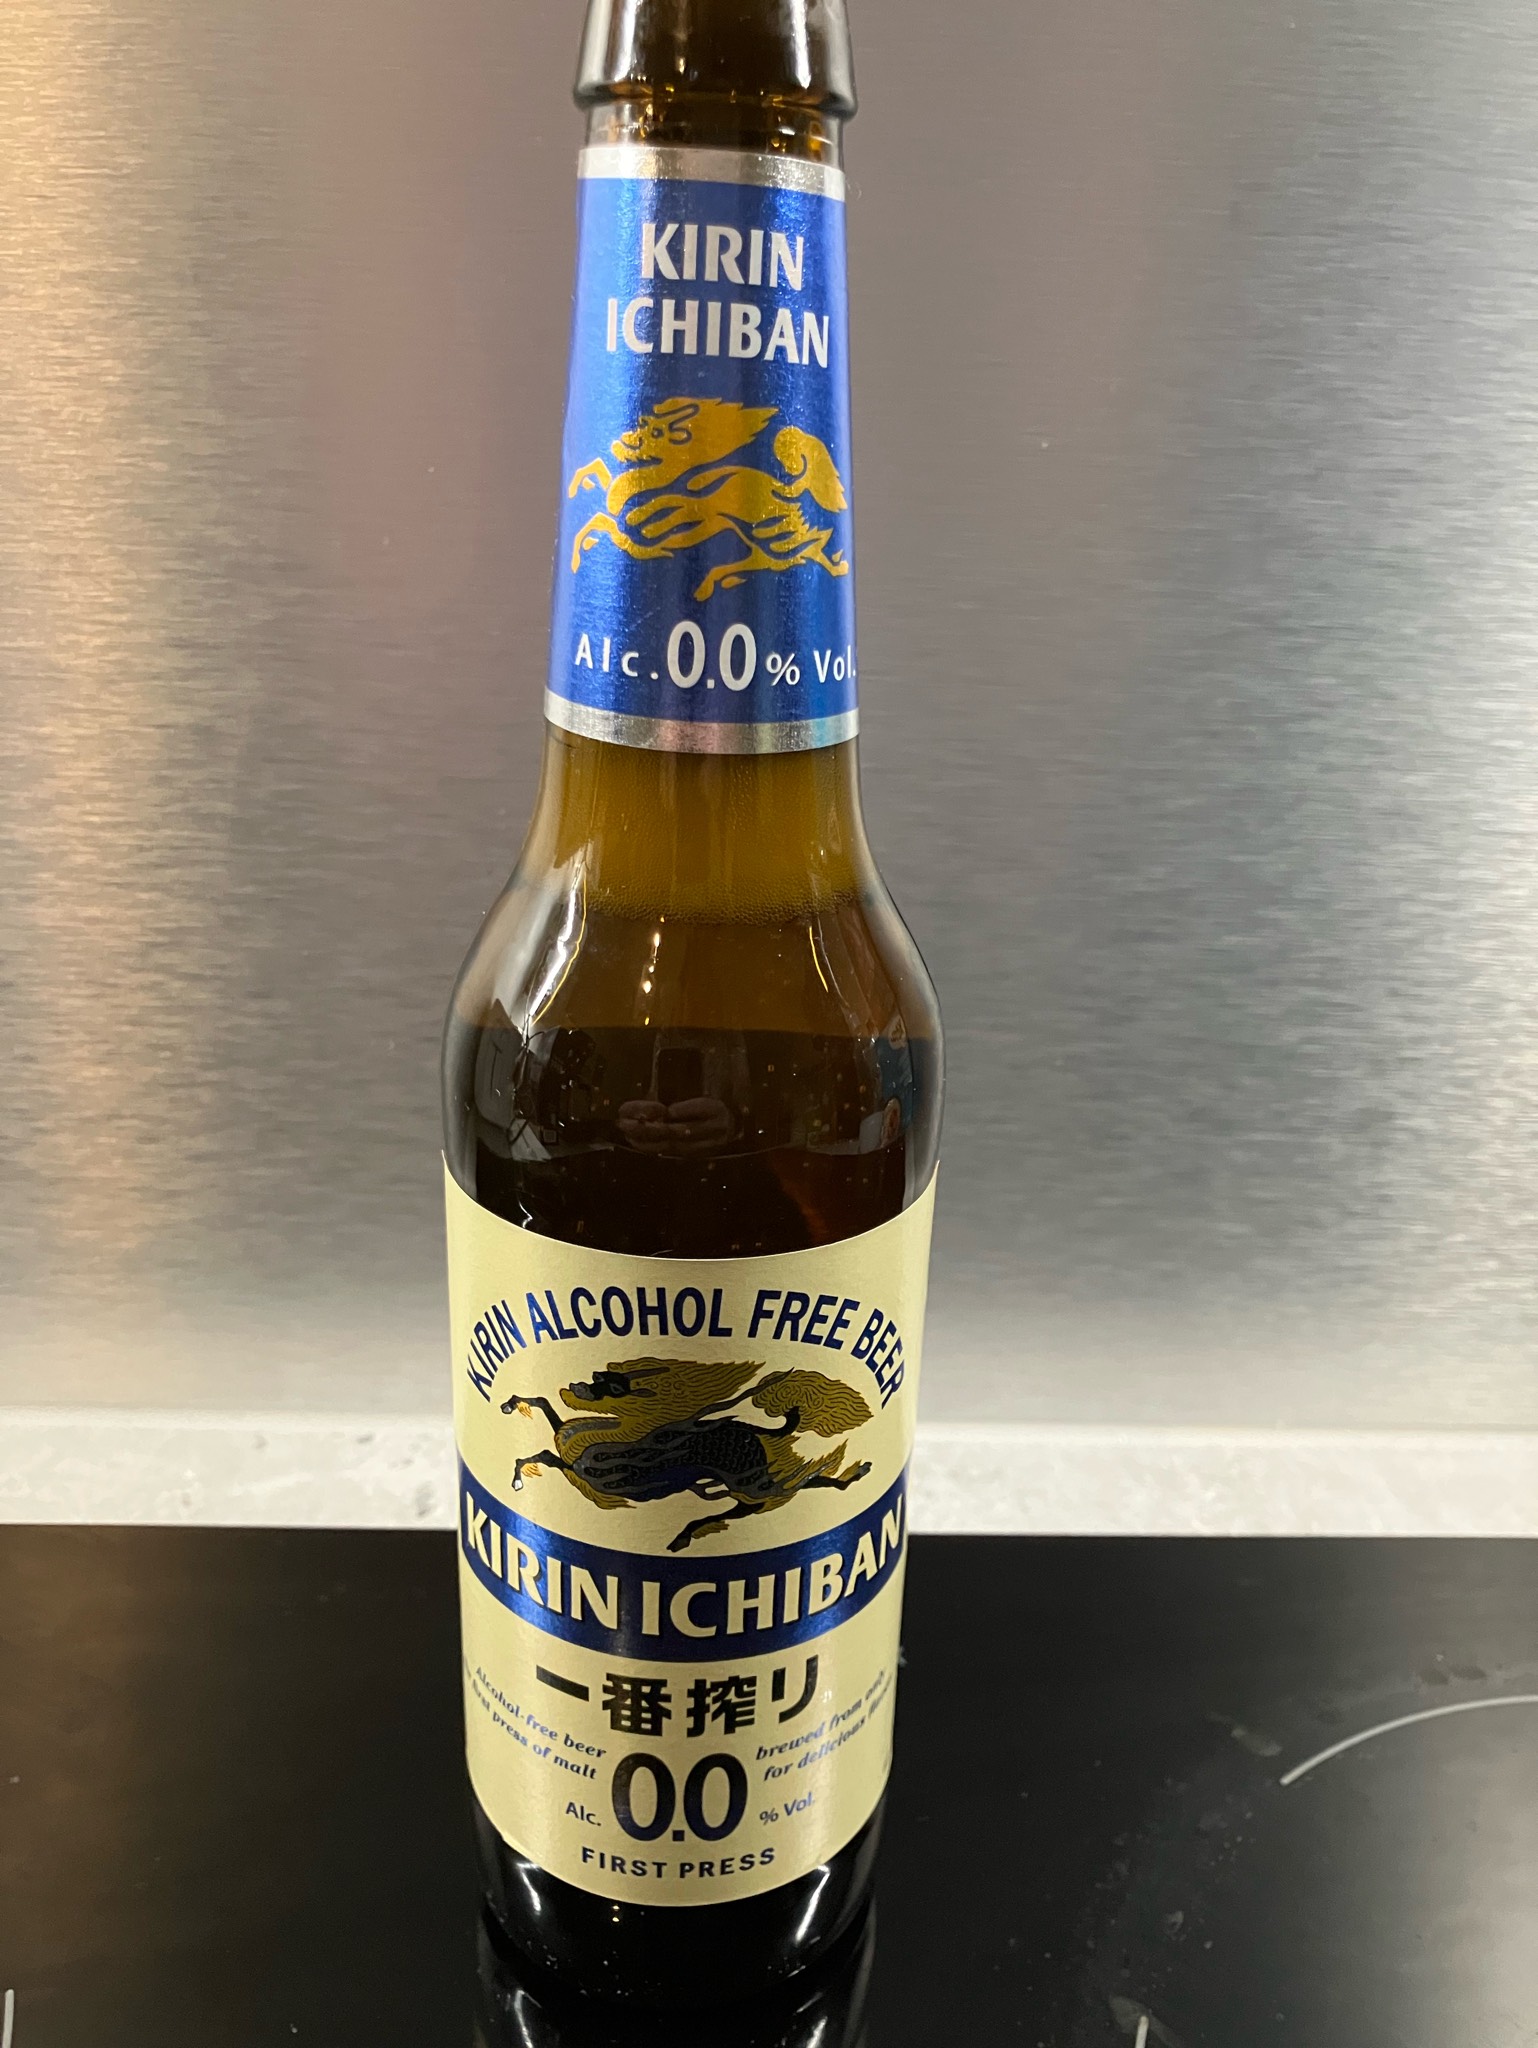 KIRIN
ICHIBAN
Alc. 0.0% Vol.
KIRIN ALCOHOL FREE BEER
KIRIN ICHIBAN
一番搾り
Alcohol-free beer
brewed from only
first press of malt
for delicious
Alc. 0.0 % Vol.
FIRST PRESS